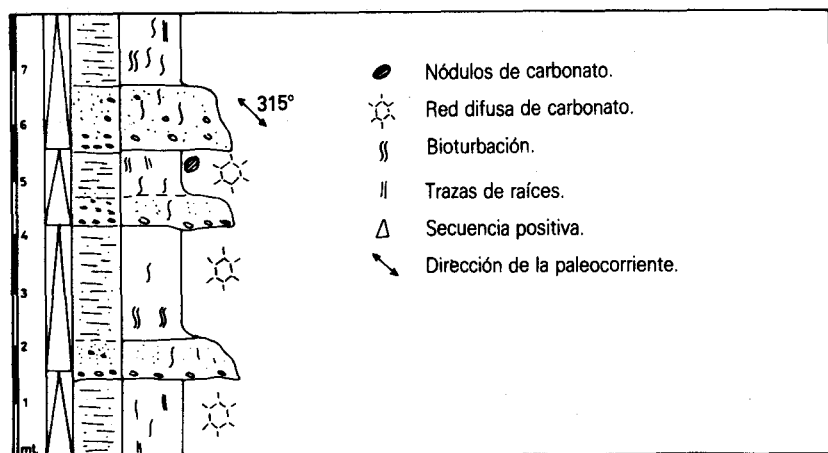 7
6
5
4
3
2
1
mt.
315°
Nódulos de carbonato.
Red difusa de carbonato.
Bioturbación.
Trazas de raíces.
Secuencia positiva.
Dirección de la paleocorriente.